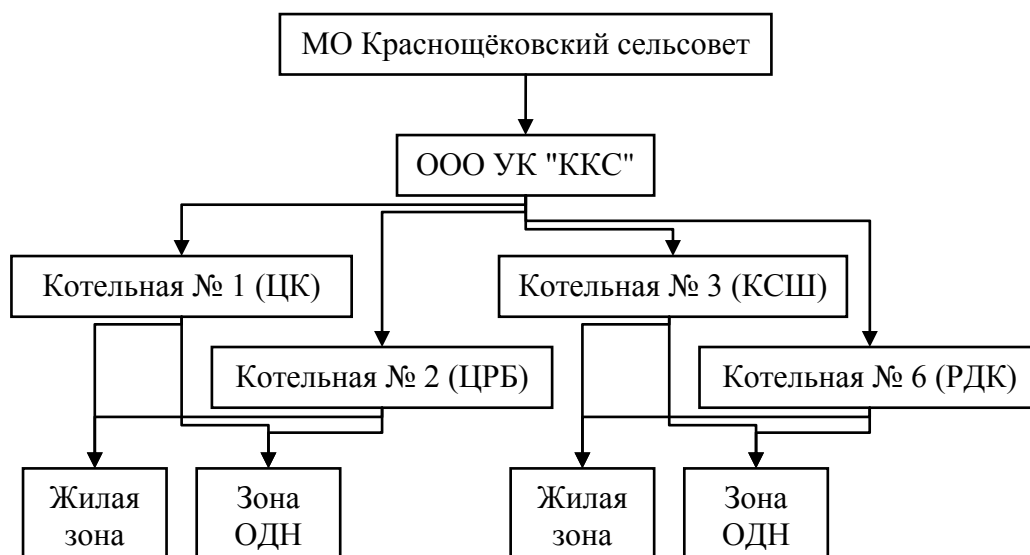 МО Краснощёковский сельсовет
ООО УК "ККС"
Котельная № 1 (ЦК)
Котельная № 3 (КСШ)
Котельная № 2 (ЦРБ)
Котельная № 6 (РДК)
Жилая
зона
Зона
ОДН
Жилая
зона
Зона
ОДН